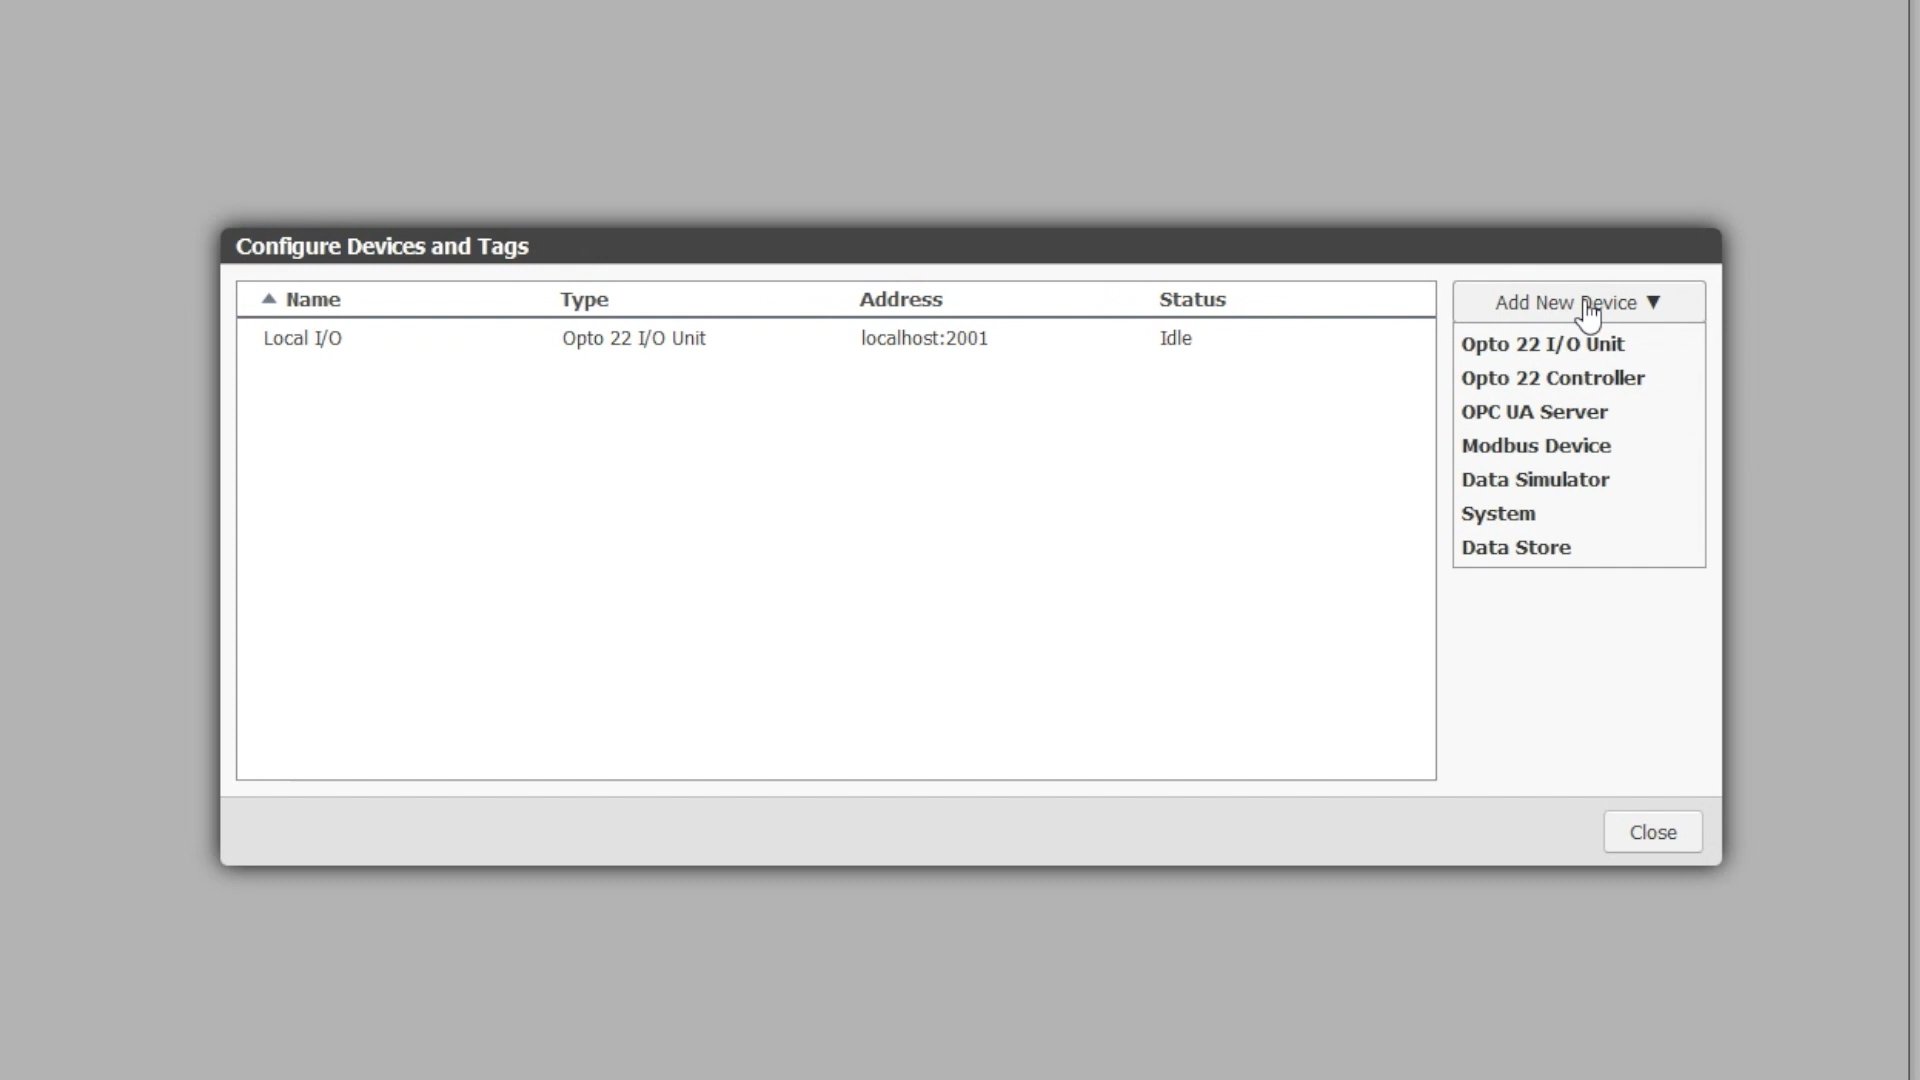 Configure Devices and Tags
▲ Name Type Address Status
Local I/O Opto 22 I/O Unit localhost:2001 Idle
Add New Device ▼
Opto 22 I/O Unit
Opto 22 Controller
OPC UA Server
Modbus Device
Data Simulator
System
Data Store
Close